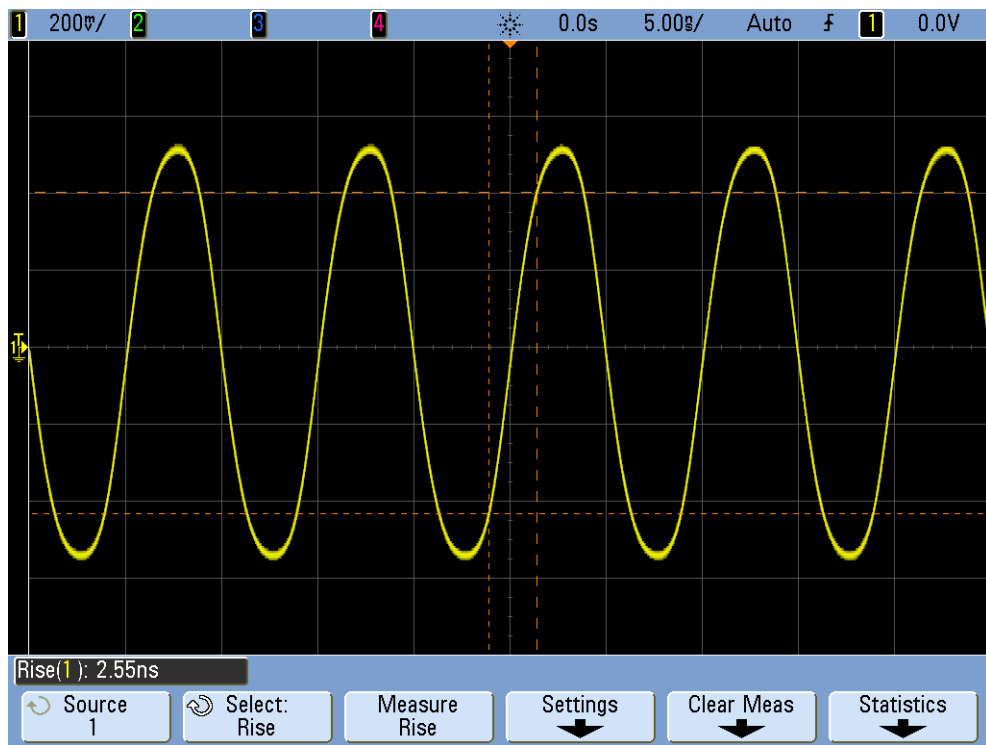 1 200mV/ 2 3 4 0.0s 5.00ns/ Auto 1 0.0V
T
1
Rise(1): 2.55ns
Source Select: Measure Settings Clear Meas Statistics
1 Rise Rise